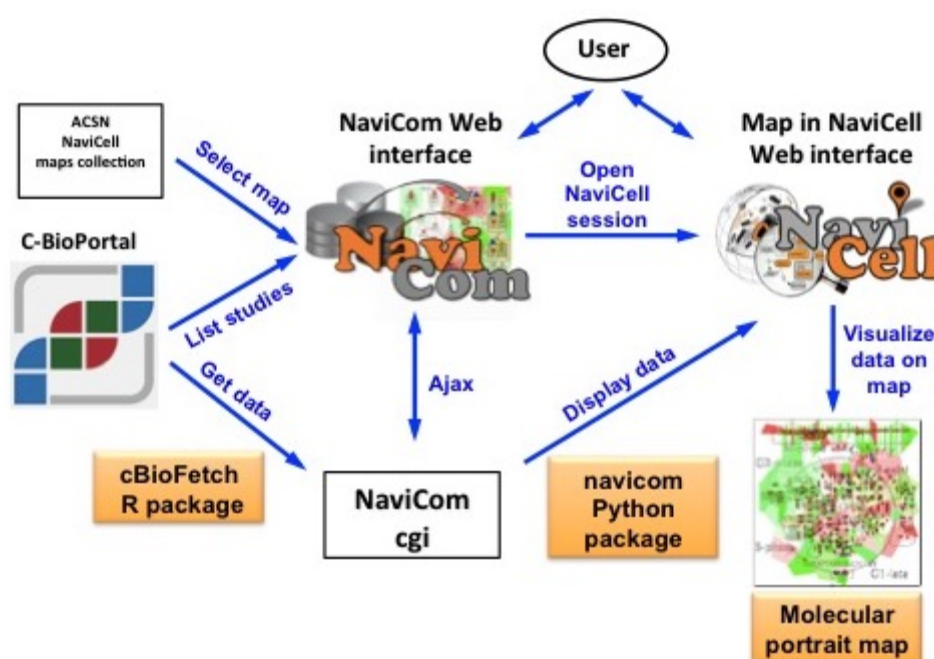 User
ACSN
NaviCell
maps collection
NaviCom Web
interface
Map in NaviCell
Web interface
Select map
Open
NaviCell
session
Navi
Com
Navi
Cell
C-BioPortal
List studies
Get data
Ajax
Display data
Visualize
data on
map
cBioFetch
R package
NaviCom
cgi
navicom
Python
package
G1-late
Molecular
portrait map